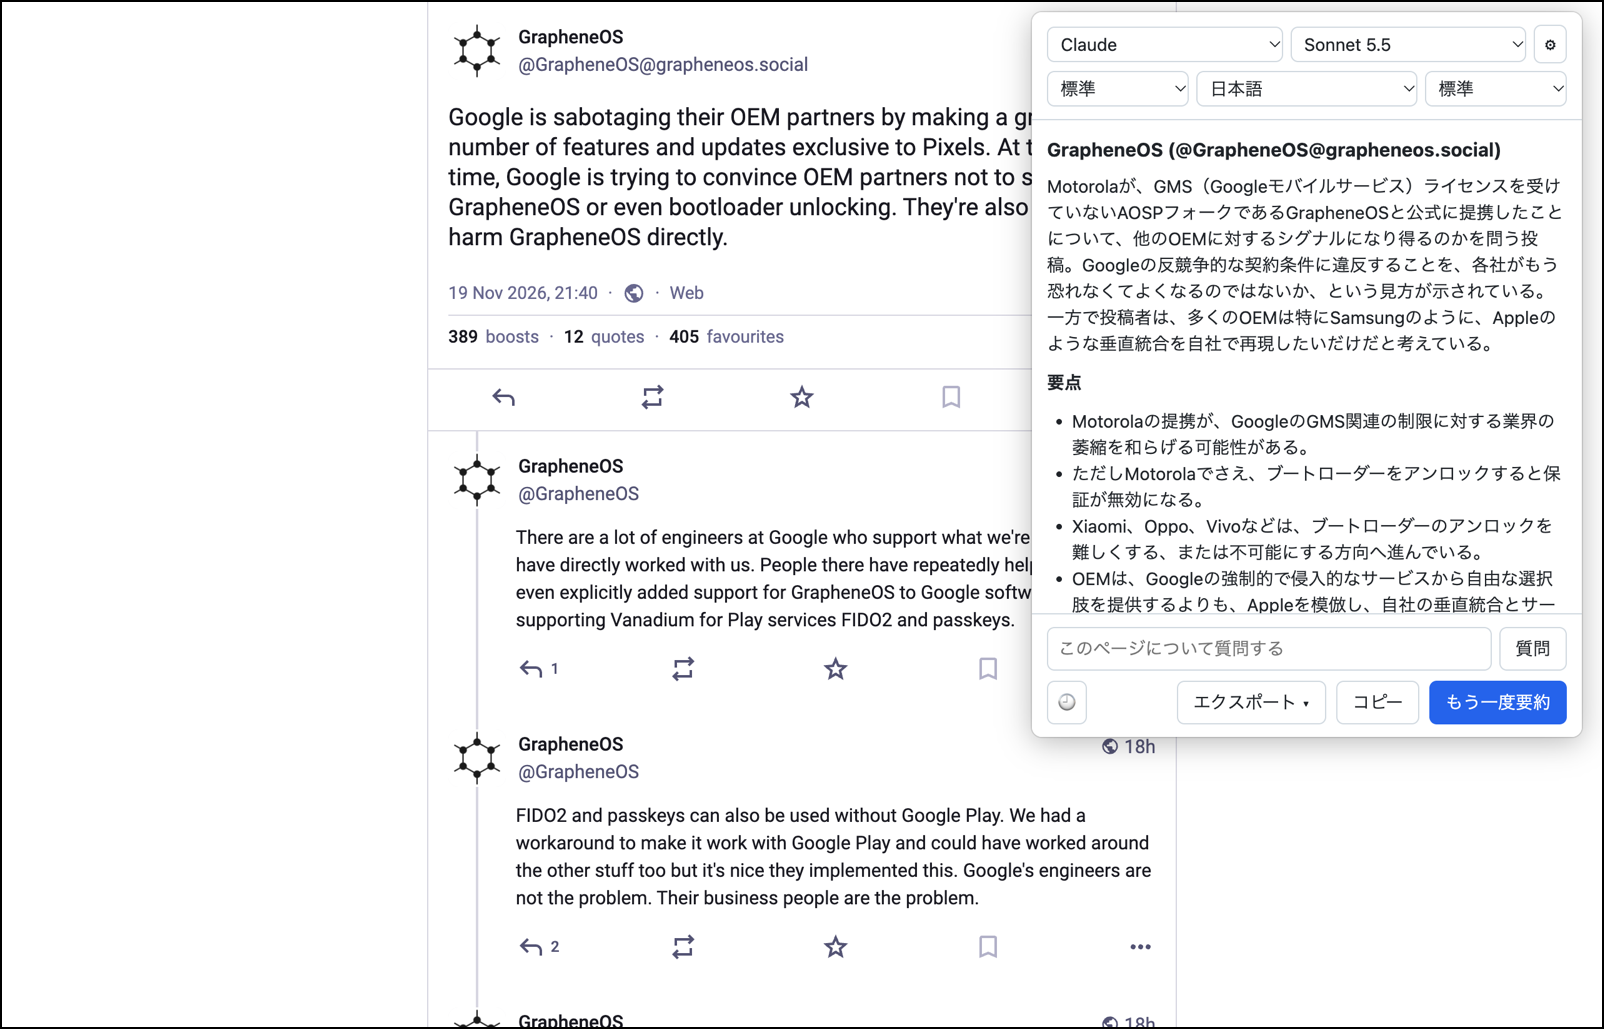 GrapheneOS
@GrapheneOS@grapheneos.social
Google is sabotaging their OEM partners by making a
number of features and updates exclusive to Pixels. At
time, Google is trying to convince OEM partners not to
GrapheneOS or even bootloader unlocking. They're also
harm GrapheneOS directly.
19 Nov 2026, 21:40 · Web
389 boosts · 12 quotes · 405 favourites
GrapheneOS
@GrapheneOS
There are a lot of engineers at Google who support what we're
have directly worked with us. People there have repeatedly
even explicitly added support for GrapheneOS to Google
supporting Vanadium for Play services FIDO2 and passkeys.
1
GrapheneOS
@GrapheneOS
18h
FIDO2 and passkeys can also be used without Google Play. We had a
workaround to make it work with Google Play and could have worked around
the other stuff too but it's nice they implemented this. Google's engineers are
not the problem. Their business people are the problem.
2
GrapheneOS
18h
Claude
Sonnet 5.5
標準
日本語
標準
GrapheneOS (@GrapheneOS@grapheneos.social)
Motorolaが、GMS（Googleモバイルサービス）ライセンスを受け
ていないAOSPフォークであるGrapheneOSと公式に提携したこと
について、他のOEMに対するシグナルになり得るのかを問う投
稿。Googleの反競争的な契約条件に違反することを、各社がもう
恐れなくてよくなるのではないか、という見方が示されている。
一方で投稿者は、多くのOEMは特にSamsungのように、Appleの
ような垂直統合を自社で再現したいだけだと考えている。
要点
• Motorolaの提携が、GoogleのGMS関連の制限に対する業界の
萎縮を和らげる可能性がある。
• ただしMotorolaでさえ、ブートローダーをアンロックすると保
証が無効になる。
• Xiaomi、Oppo、Vivoなどは、ブートローダーのアンロックを
難しくする、または不可能にする方向へ進んでいる。
• OEMは、Googleの強制的で侵入的なサービスから自由な選択
肢を提供するよりも、Appleを模倣し、自社の垂直統合とサー
このページについて質問する
質問
エクスポート ▾
コピー
もう一度要約